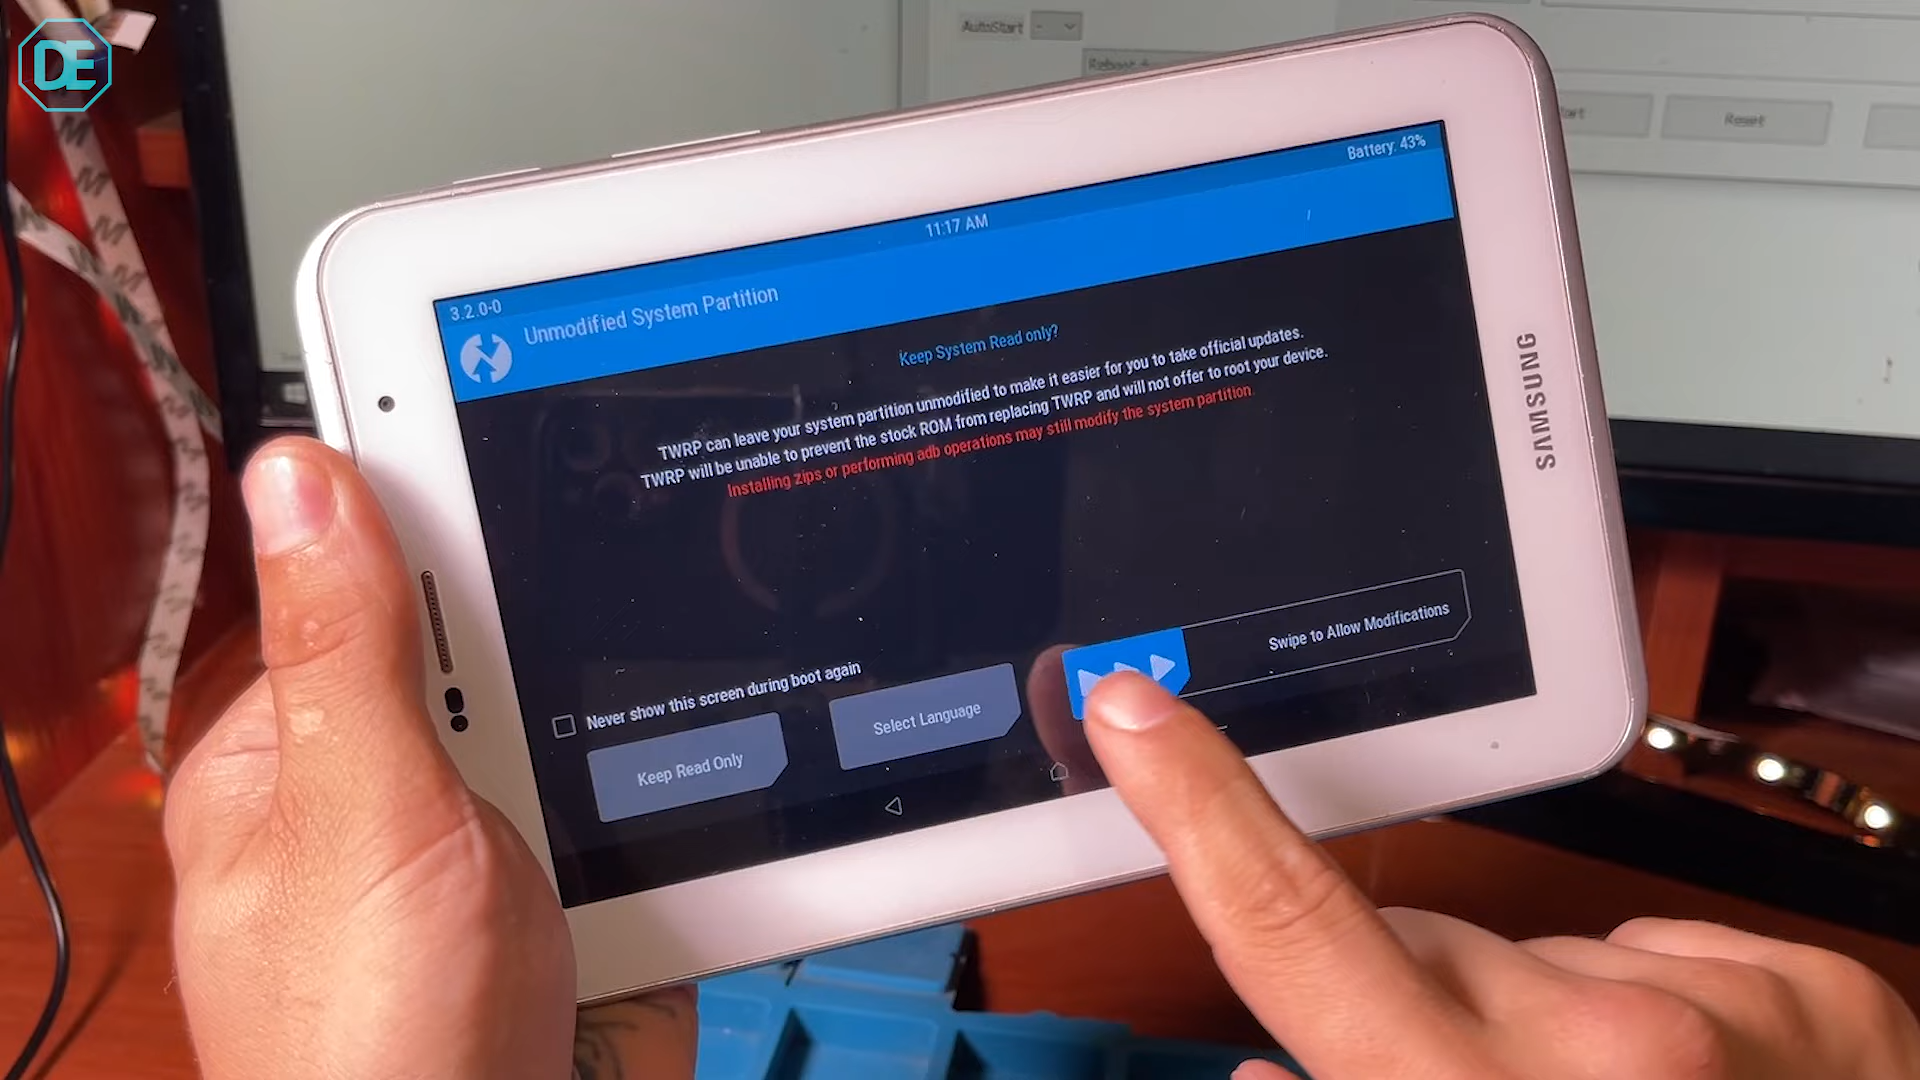 DE
AutoStart
-
Reset
SAMSUNG
Battery: 43%
11:17 AM
3.2.0-0
Unmodified System Partition
Keep System Read only?
TWRP can leave your system partition unmodified to make it easier for you to take official updates.
TWRP will be unable to prevent the stock ROM from replacing TWRP and will not offer to root your device.
Installing zips or performing adb operations may still modify the system partition.
Never show this screen during boot again
Keep Read Only
Select Language
Swipe to Allow Modifications